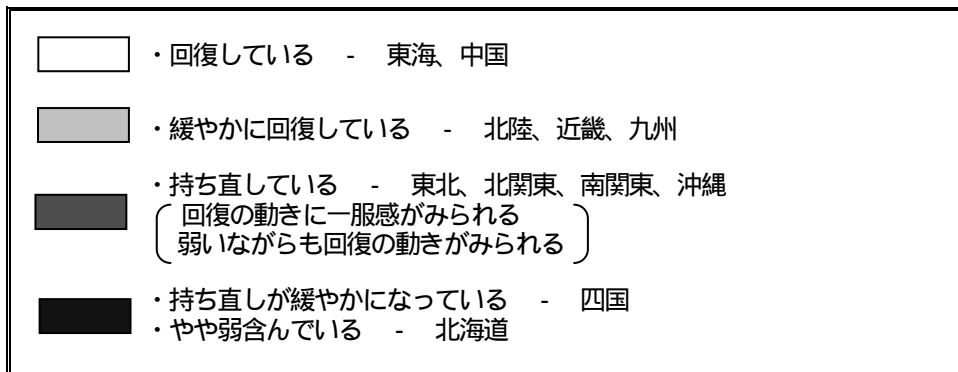 ・回復している　-　東海、中国
・緩やかに回復している　-　北陸、近畿、九州
・持ち直している　-　東北、北関東、南関東、沖縄
回復の動きに一服感がみられる
弱いながらも回復の動きがみられる
・持ち直しが緩やかになっている　-　四国
・やや弱含んでいる　-　北海道